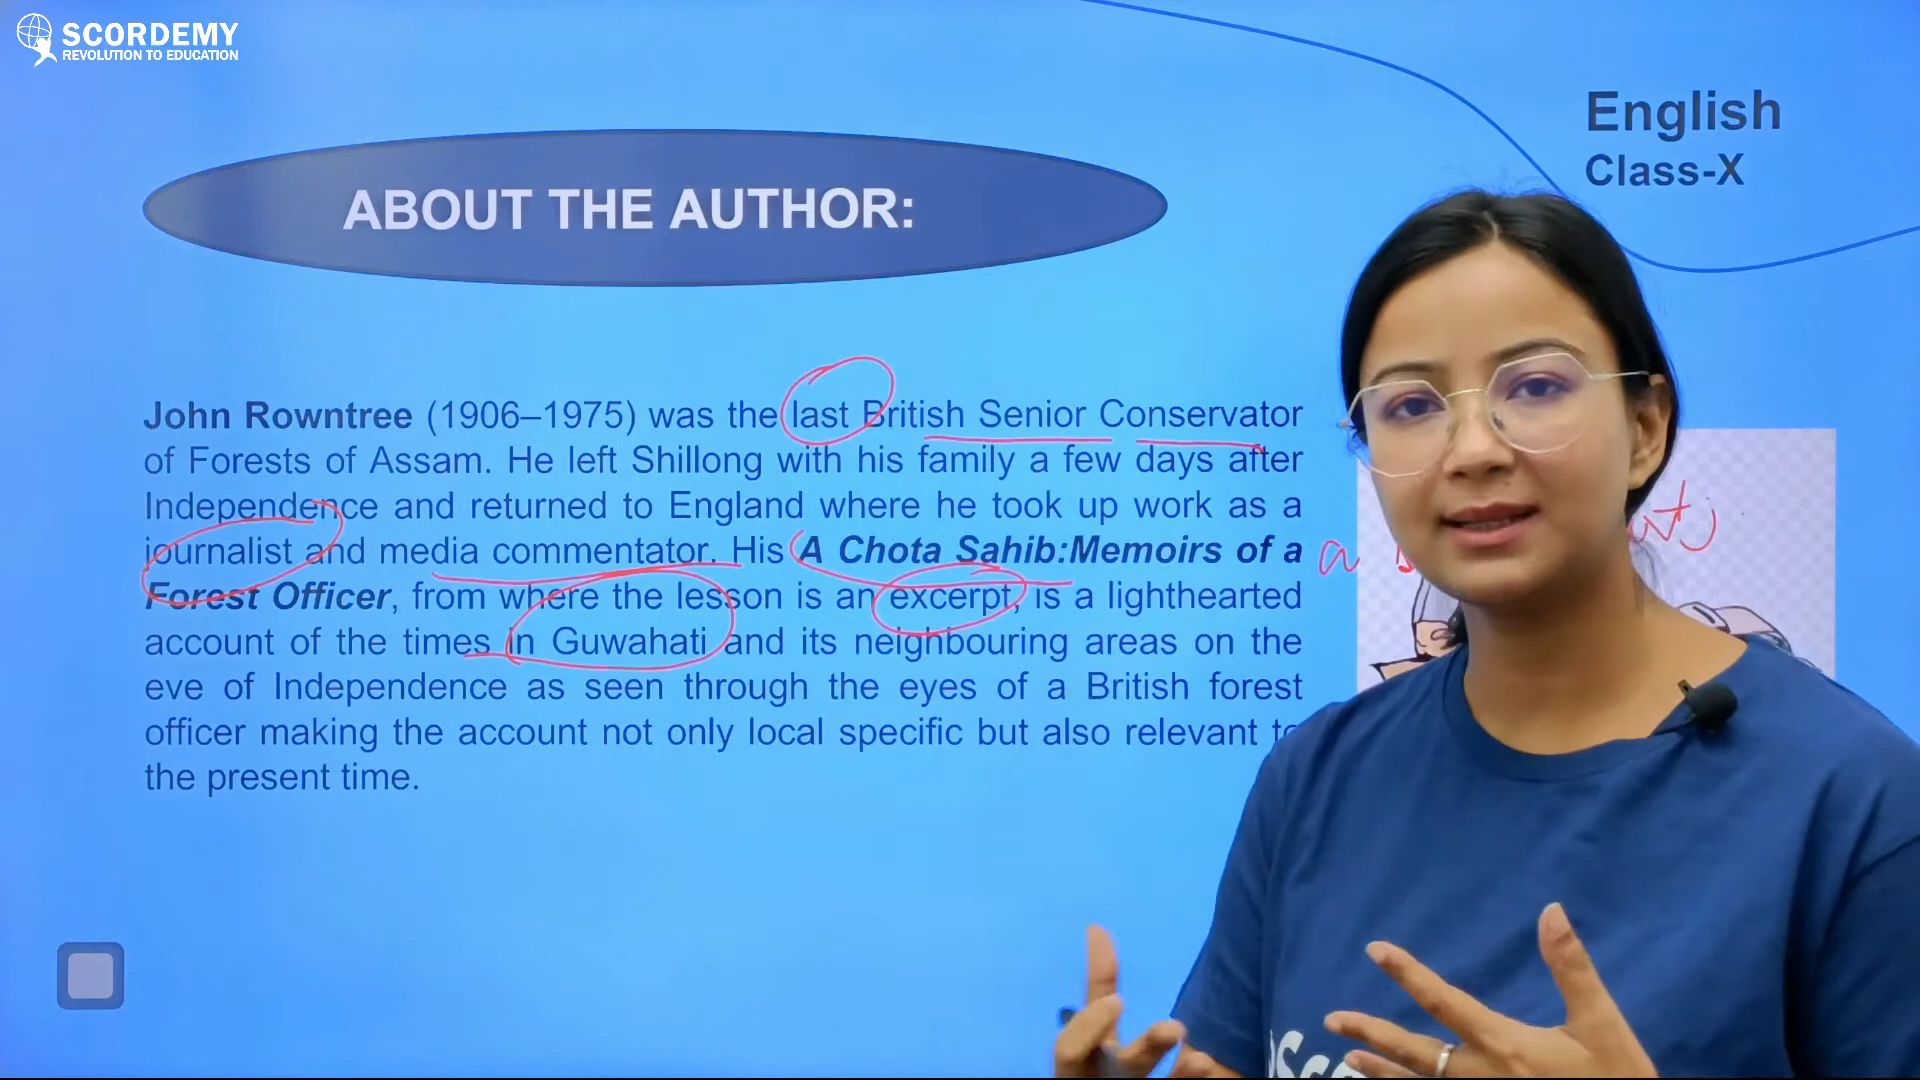 SCORDEMY
REVOLUTION TO EDUCATION
English
Class-X
ABOUT THE AUTHOR:
John Rowntree (1906–1975) was the last British Senior Conservator
of Forests of Assam. He left Shillong with his family a few days after
Independence and returned to England where he took up work as a
journalist and media commentator. His A Chota Sahib:Memoirs of a
Forest Officer, from where the lesson is an excerpt, is a lighthearted
account of the times in Guwahati and its neighbouring areas on the
eve of Independence as seen through the eyes of a British forest
officer making the account not only local specific but also relevant to
the present time.
a